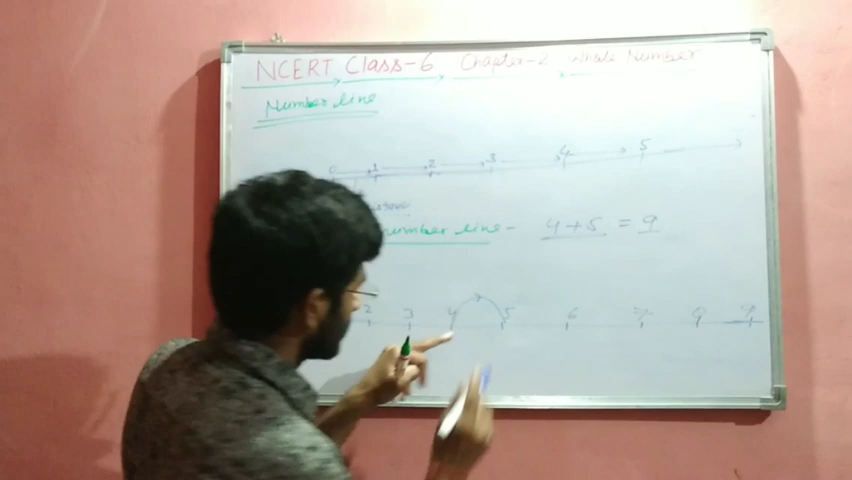 NCERT Class-6 Chapter-2 Whole Number
Number line
0 1 2 3 4 5
number line - 4+5 = 9
2 3 4 5 6 7 9